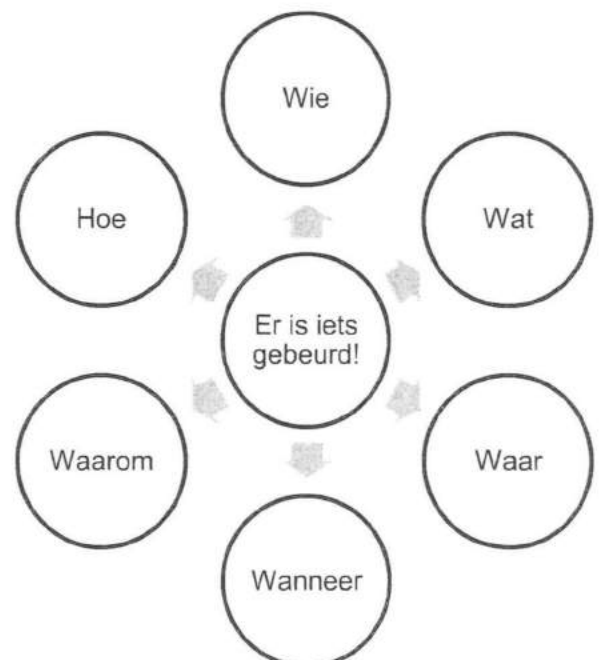 Wie
Hoe
Wat
Er is iets
gebeurd!
Waarom
Waar
Wanneer